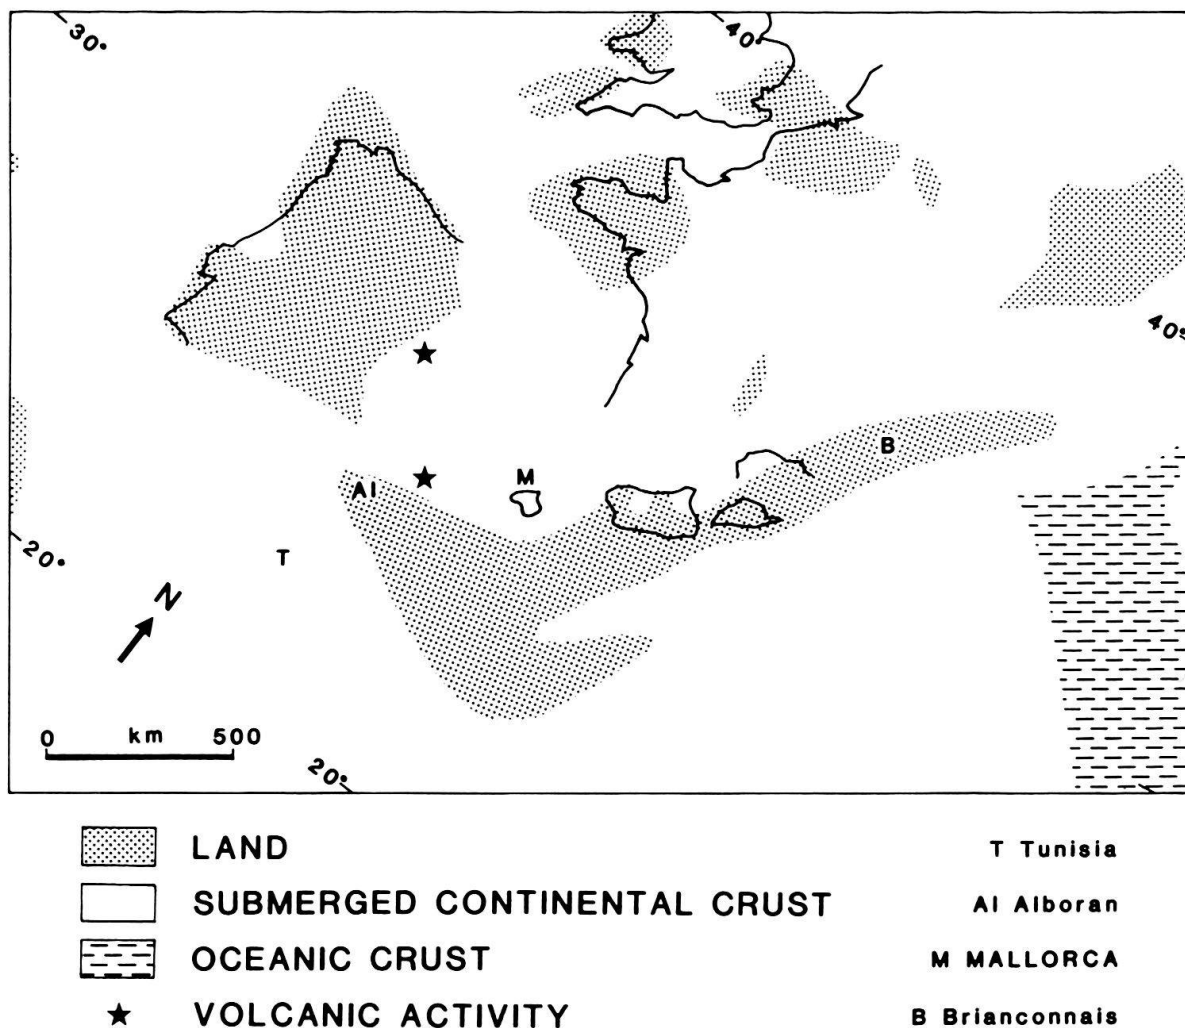 30°
40°
40°
M
B
Al
20°
T
N
0 km 500
20°
LAND
T Tunisia
SUBMERGED CONTINENTAL CRUST
Al Alboran
OCEANIC CRUST
M MALLORCA
VOLCANIC ACTIVITY
B Brianconnais